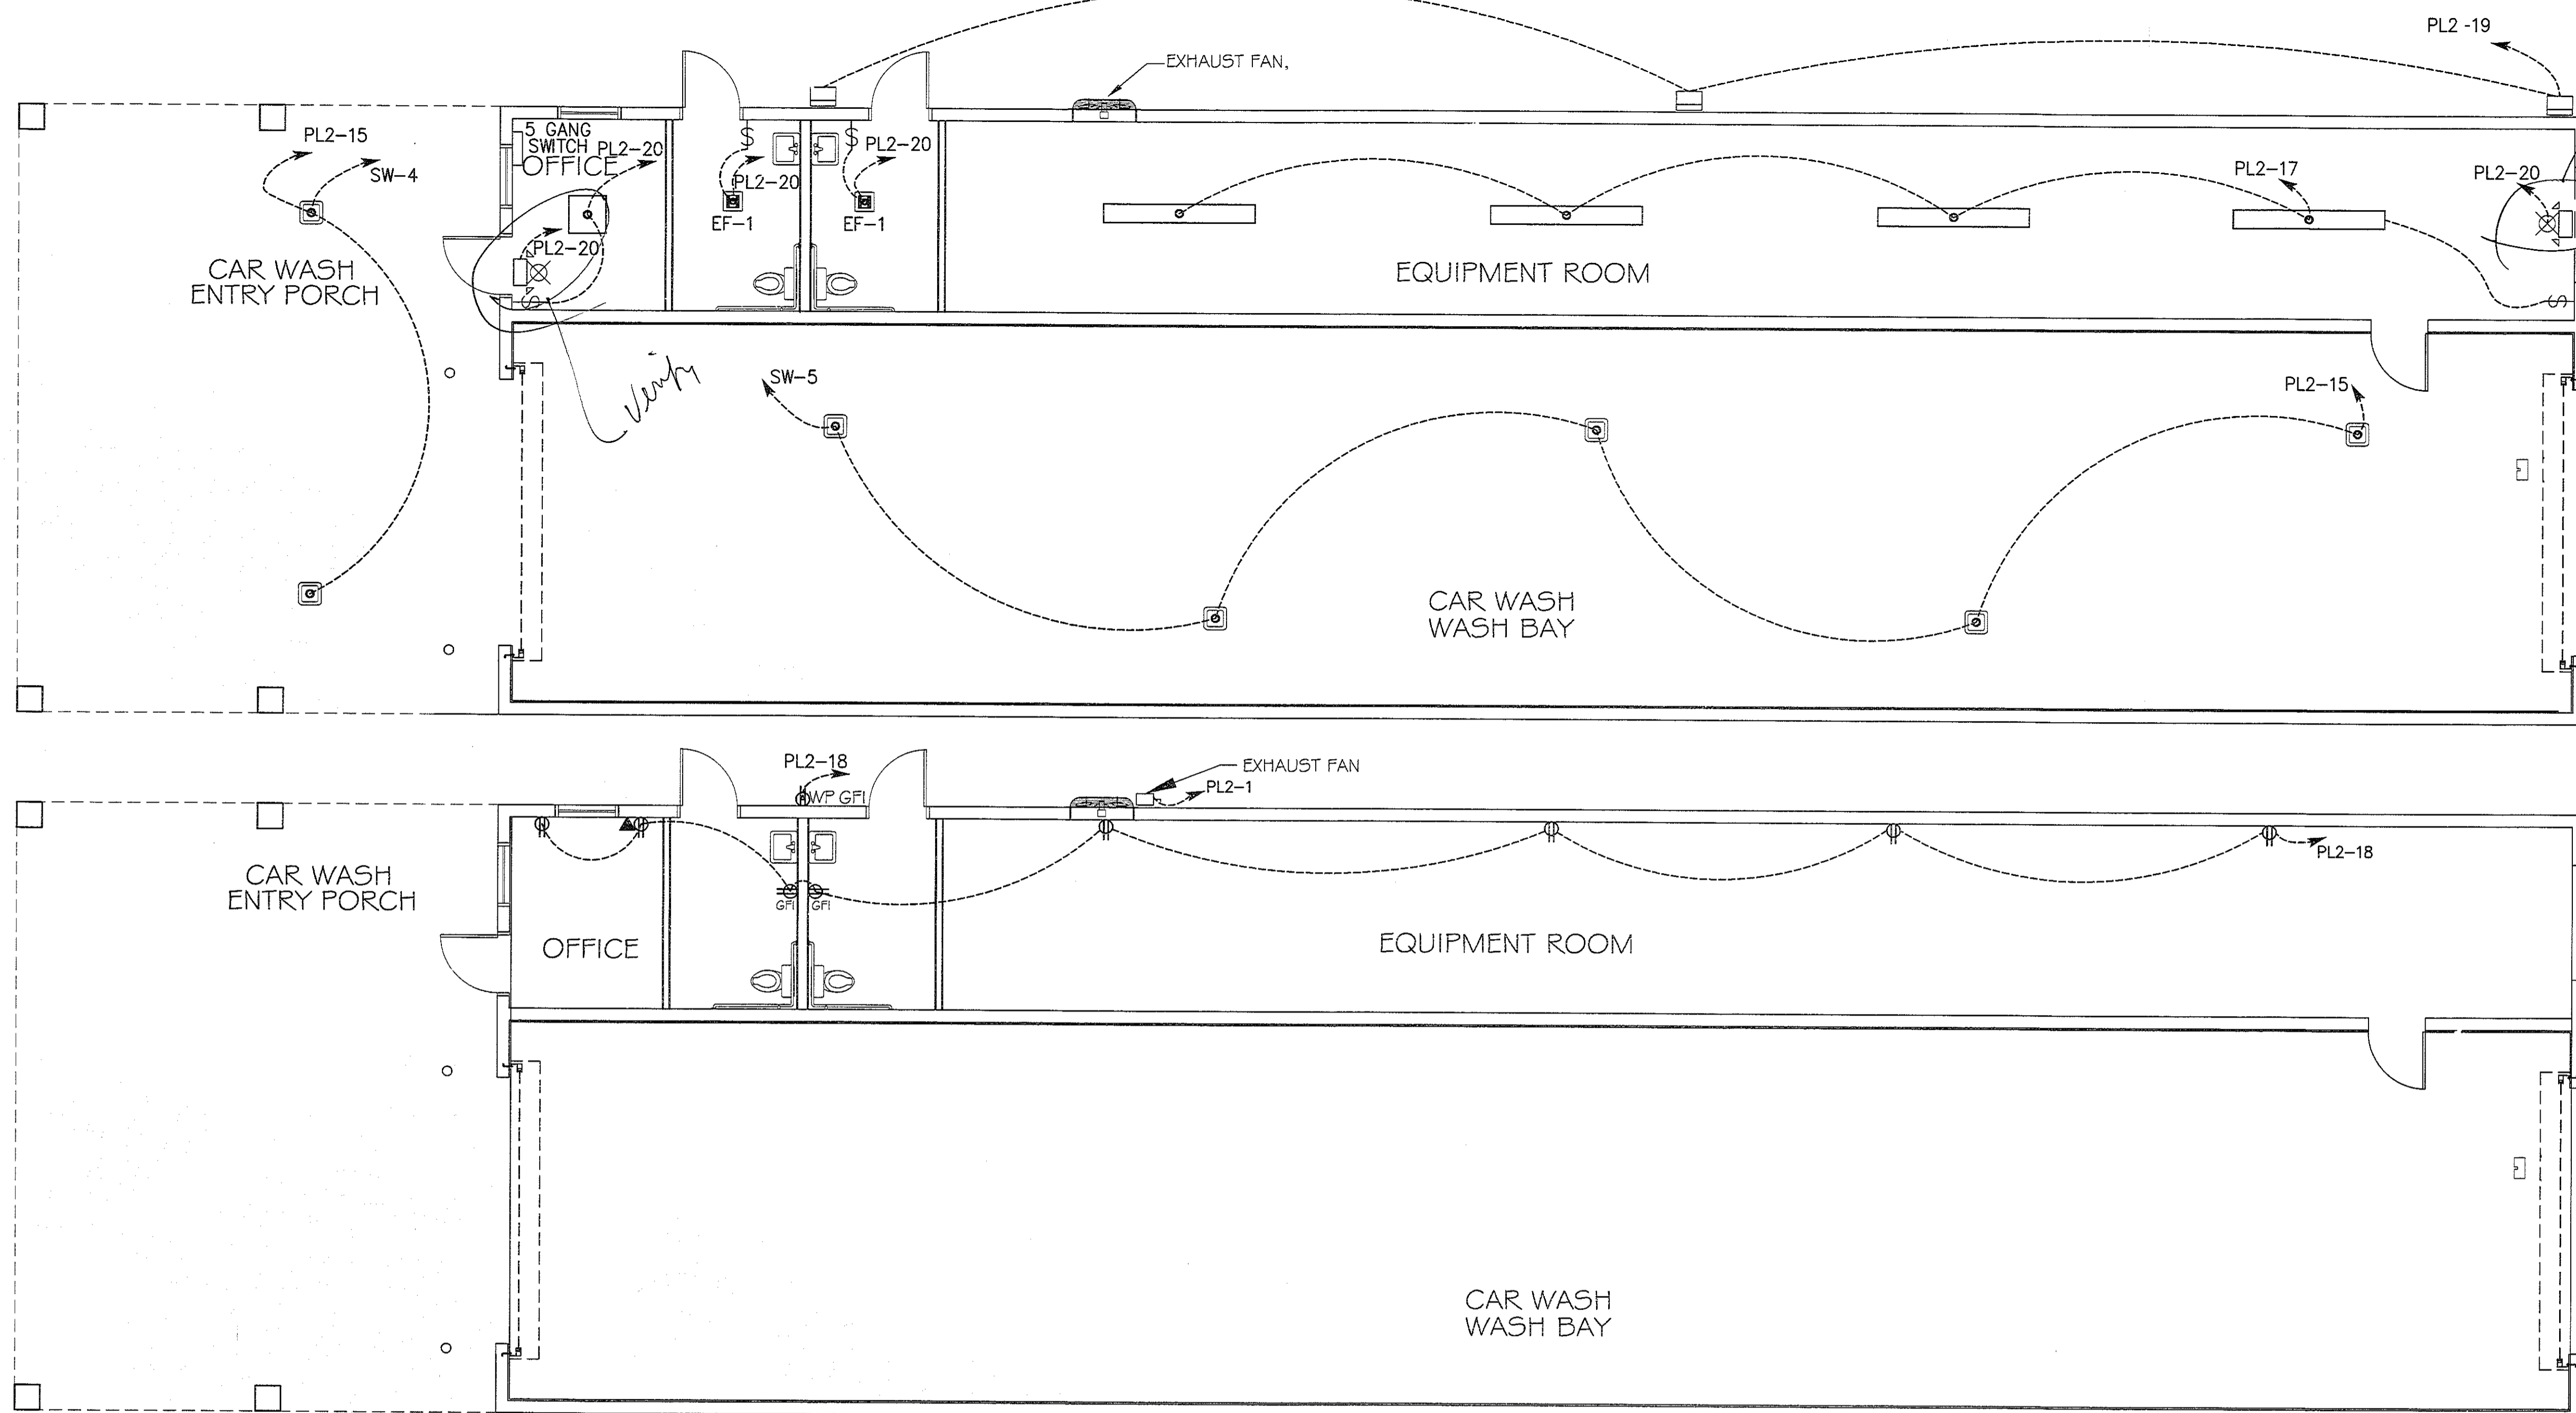 PL2 -19
EXHAUST FAN,
PL2-15
SW-4
5 GANG
SWITCH
OFFICE
PL2-20
PL2-20
S
PL2-20
EF-1
S
PL2-20
EF-1
PL2-17
PL2-20
S
S
CAR WASH
ENTRY PORCH
EQUIPMENT ROOM
Verify
SW-5
PL2-15
CAR WASH
WASH BAY
PL2-18
WP GFI
EXHAUST FAN
PL2-1
PL2-18
CAR WASH
ENTRY PORCH
GFI
GFI
OFFICE
EQUIPMENT ROOM
CAR WASH
WASH BAY